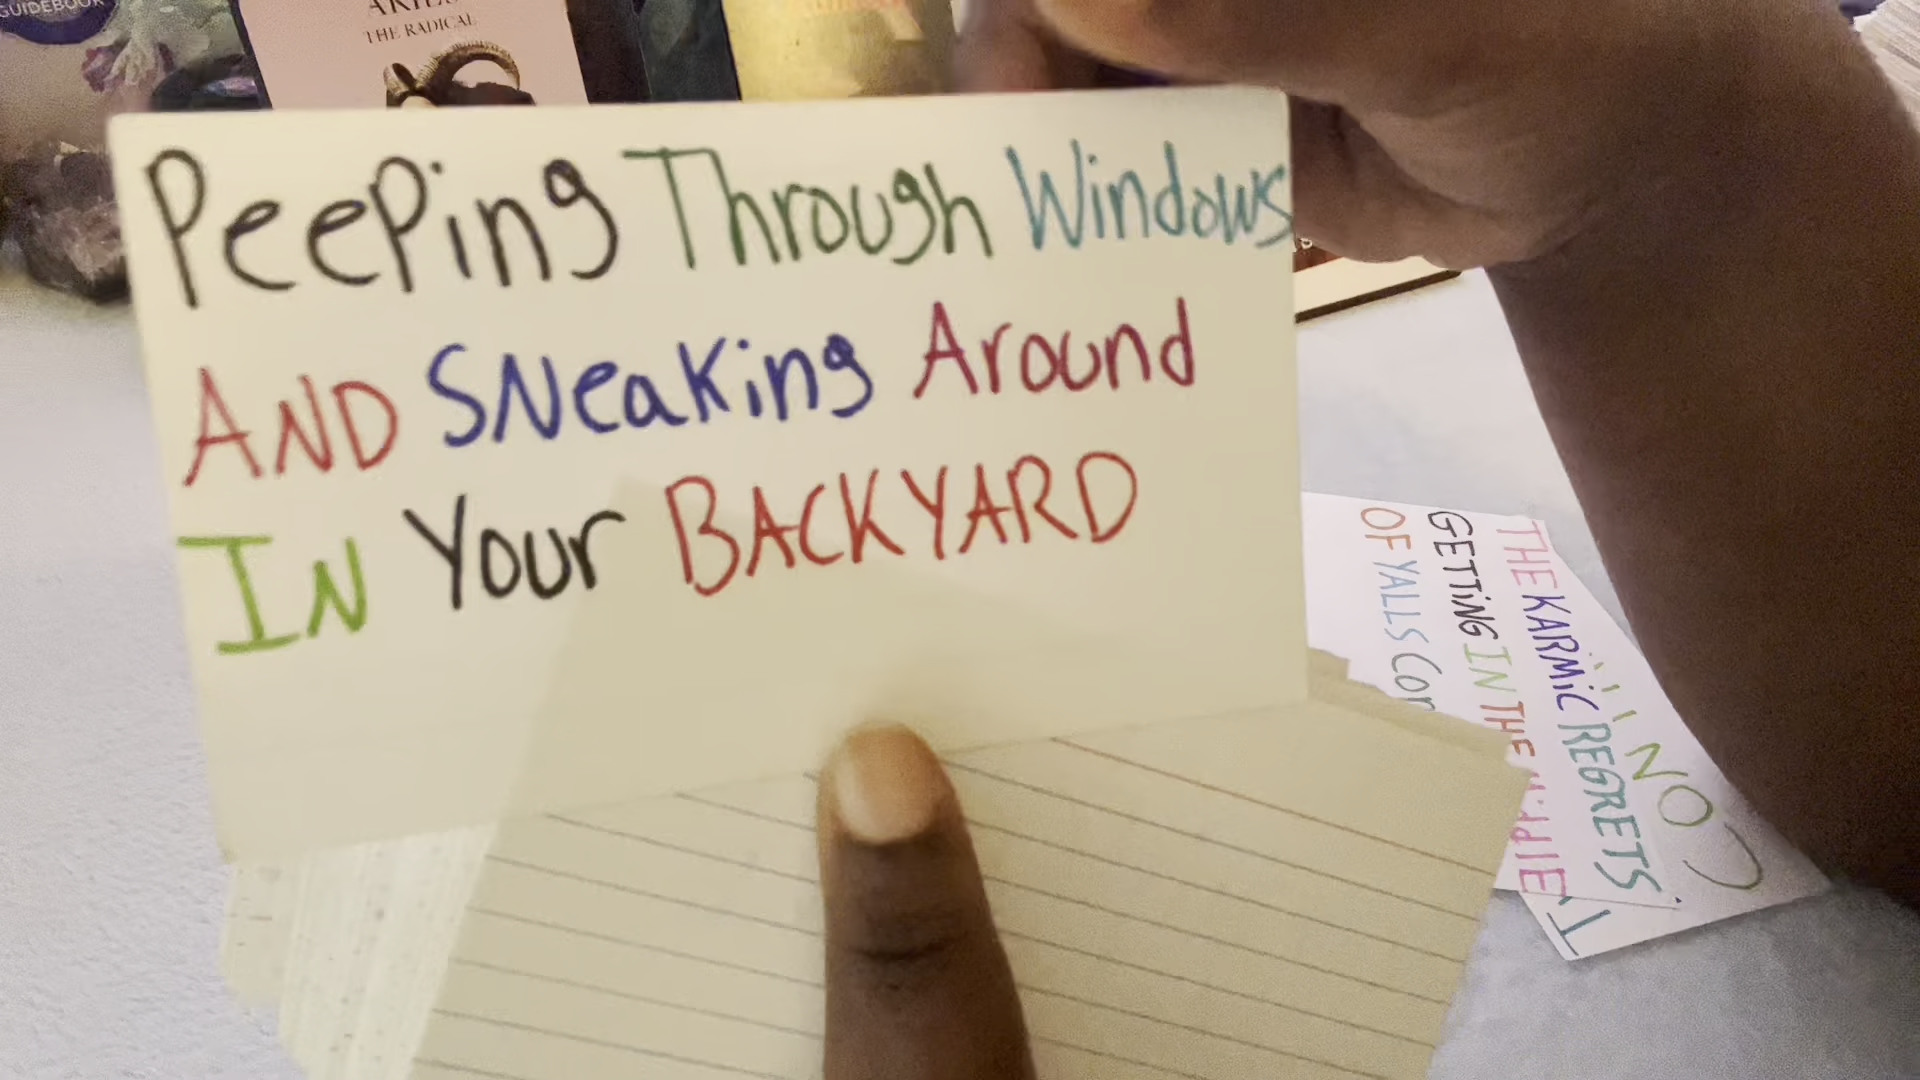 GUIDEBOOK
THE RADICAL
PeePing Through Windows
AND SNeaKing Around
IN Your BACKYARD
THE KARMiC REGRETS
GETTiNG IN THE
OF YALLS
NO